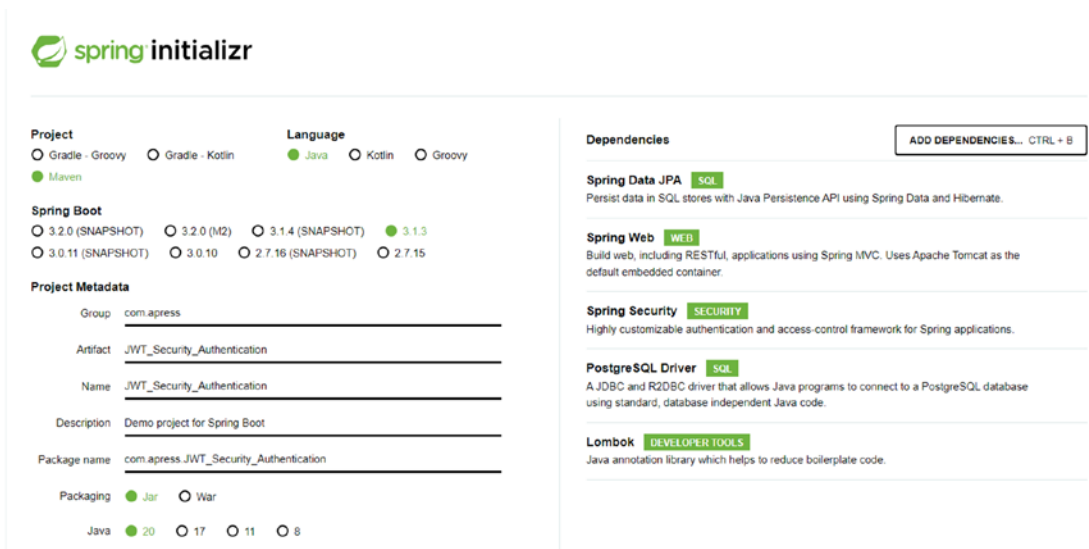 spring initializr
Project
Gradle - Groovy Gradle - Kotlin
Maven
Language
Java Kotlin Groovy
Spring Boot
3.2.0 (SNAPSHOT) 3.2.0 (M2) 3.1.4 (SNAPSHOT) 3.1.3
3.0.11 (SNAPSHOT) 3.0.10 2.7.16 (SNAPSHOT) 2.7.15
Project Metadata
Group com.apress
Artifact JWT_Security_Authentication
Name JWT_Security_Authentication
Description Demo project for Spring Boot
Package name com.apress.JWT_Security_Authentication
Packaging Jar War
Java 20 17 11 8
Dependencies
ADD DEPENDENCIES... CTRL + B
Spring Data JPA SQL
Persist data in SQL stores with Java Persistence API using Spring Data and Hibernate.
Spring Web WEB
Build web, including RESTful, applications using Spring MVC. Uses Apache Tomcat as the
default embedded container.
Spring Security SECURITY
Highly customizable authentication and access-control framework for Spring applications.
PostgreSQL Driver SQL
A JDBC and R2DBC driver that allows Java programs to connect to a PostgreSQL database
using standard, database independent Java code.
Lombok DEVELOPER TOOLS
Java annotation library which helps to reduce boilerplate code.